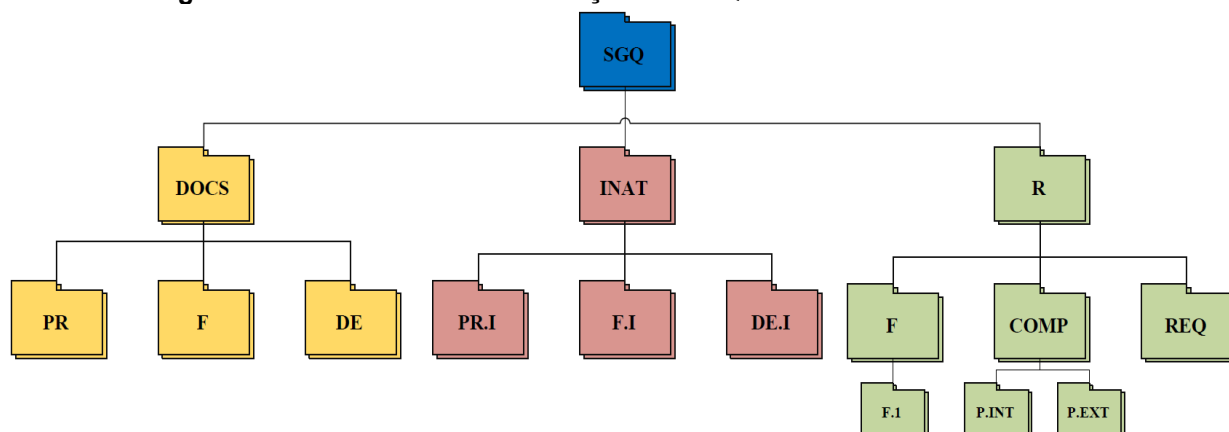 SGQ
DOCS
INAT
R
PR
F
DE
PR.I
F.I
DE.I
F
COMP
REQ
F.1
P.INT
P.EXT